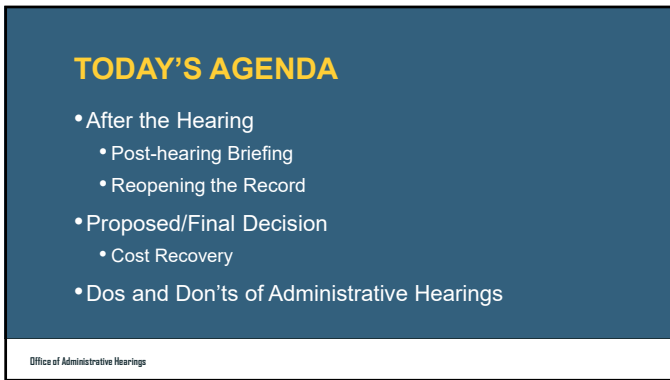 TODAY'S AGENDA
• After the Hearing
• Post-hearing Briefing
• Reopening the Record
• Proposed/Final Decision
• Cost Recovery
• Dos and Don'ts of Administrative Hearings
Office of Administrative Hearings